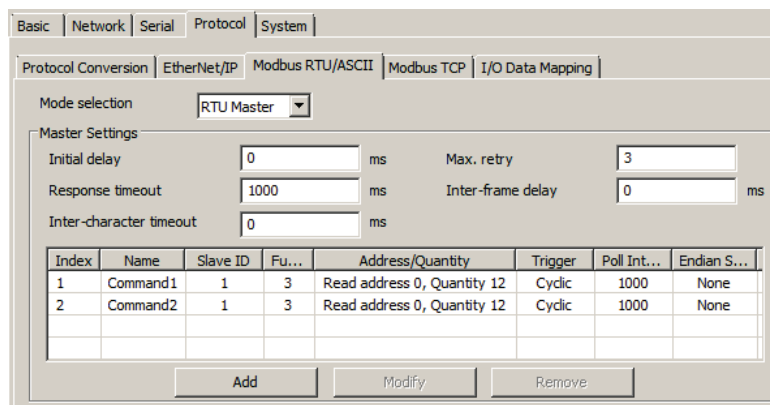 Basic Network Serial Protocol System
Protocol Conversion EtherNet/IP Modbus RTU/ASCII Modbus TCP I/O Data Mapping
Mode selection RTU Master
Master Settings
Initial delay 0 ms Max. retry 3
Response timeout 1000 ms Inter-frame delay 0 ms
Inter-character timeout 0 ms
Index Name Slave ID Fu... Address/Quantity Trigger Poll Int... Endian S...
1 Command1 1 3 Read address 0, Quantity 12 Cyclic 1000 None
2 Command2 1 3 Read address 0, Quantity 12 Cyclic 1000 None
Add Modify Remove